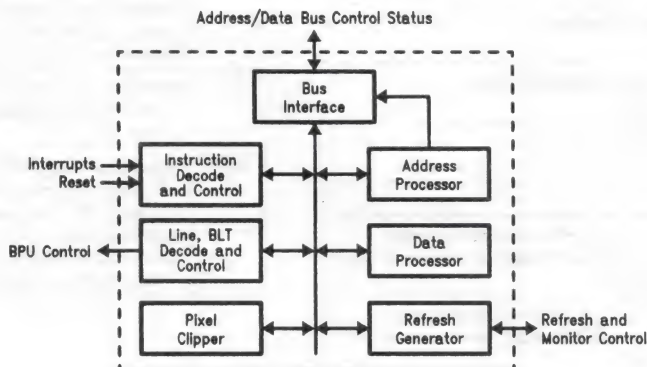 Address/Data Bus Control Status
Bus
Interface
Interrupts
Reset
Instruction
Decode
and Control
Address
Processor
BPU Control
Line, BLT
Decode and
Control
Data
Processor
Pixel
Clipper
Refresh
Generator
Refresh and
Monitor Control